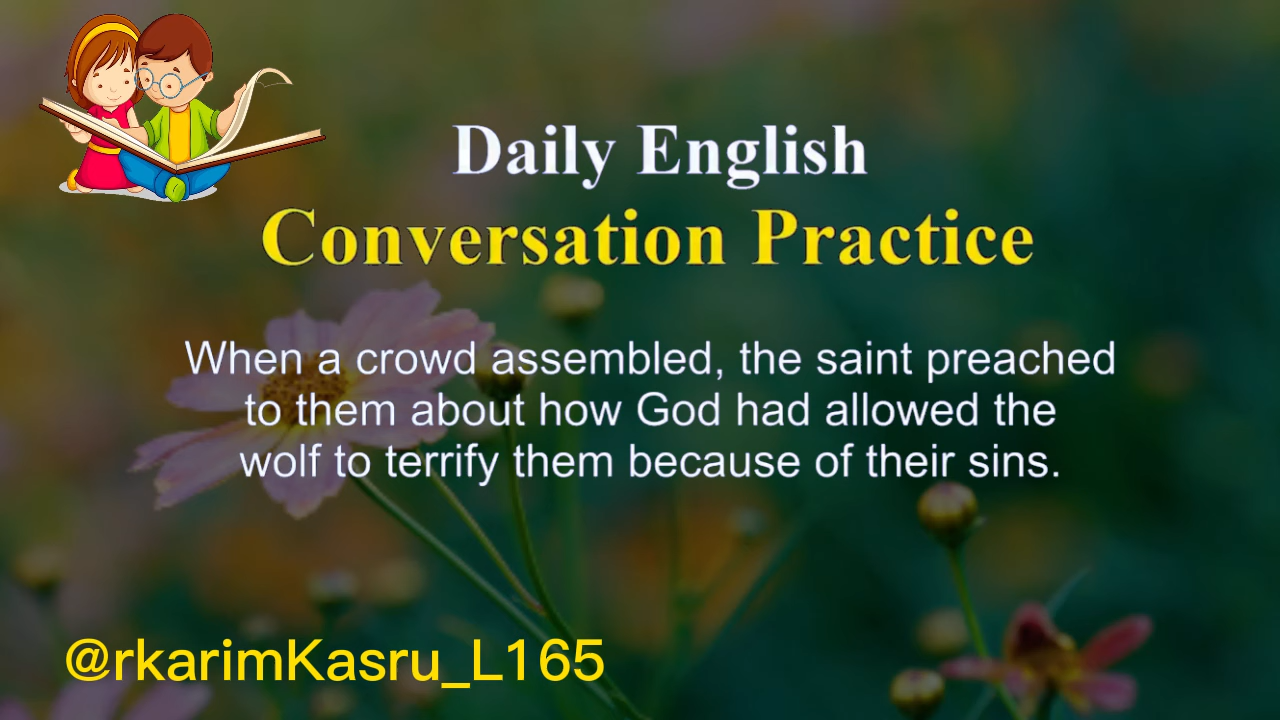 Daily English
Conversation Practice
When a crowd assembled, the saint preached
to them about how God had allowed the
wolf to terrify them because of their sins.
@rkarimKasru_L165